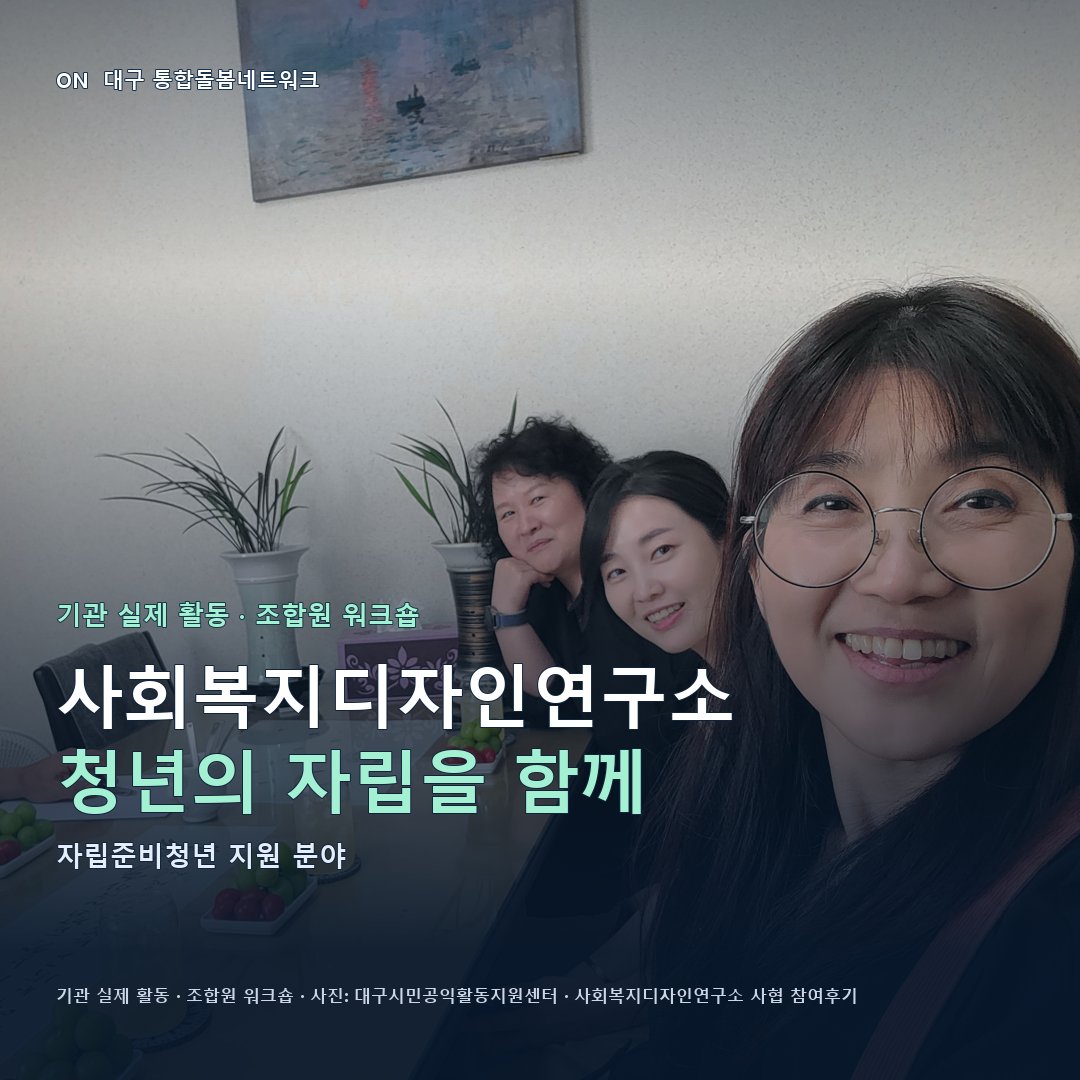 ON 대구 통합돌봄네트워크
기관 실제 활동 · 조합원 워크숍
사회복지디자인연구소
청년의 자립을 함께
자립준비청년 지원 분야
기관 실제 활동 · 조합원 워크숍 · 사진: 대구시민공익활동지원센터 · 사회복지디자인연구소 사협 참여후기